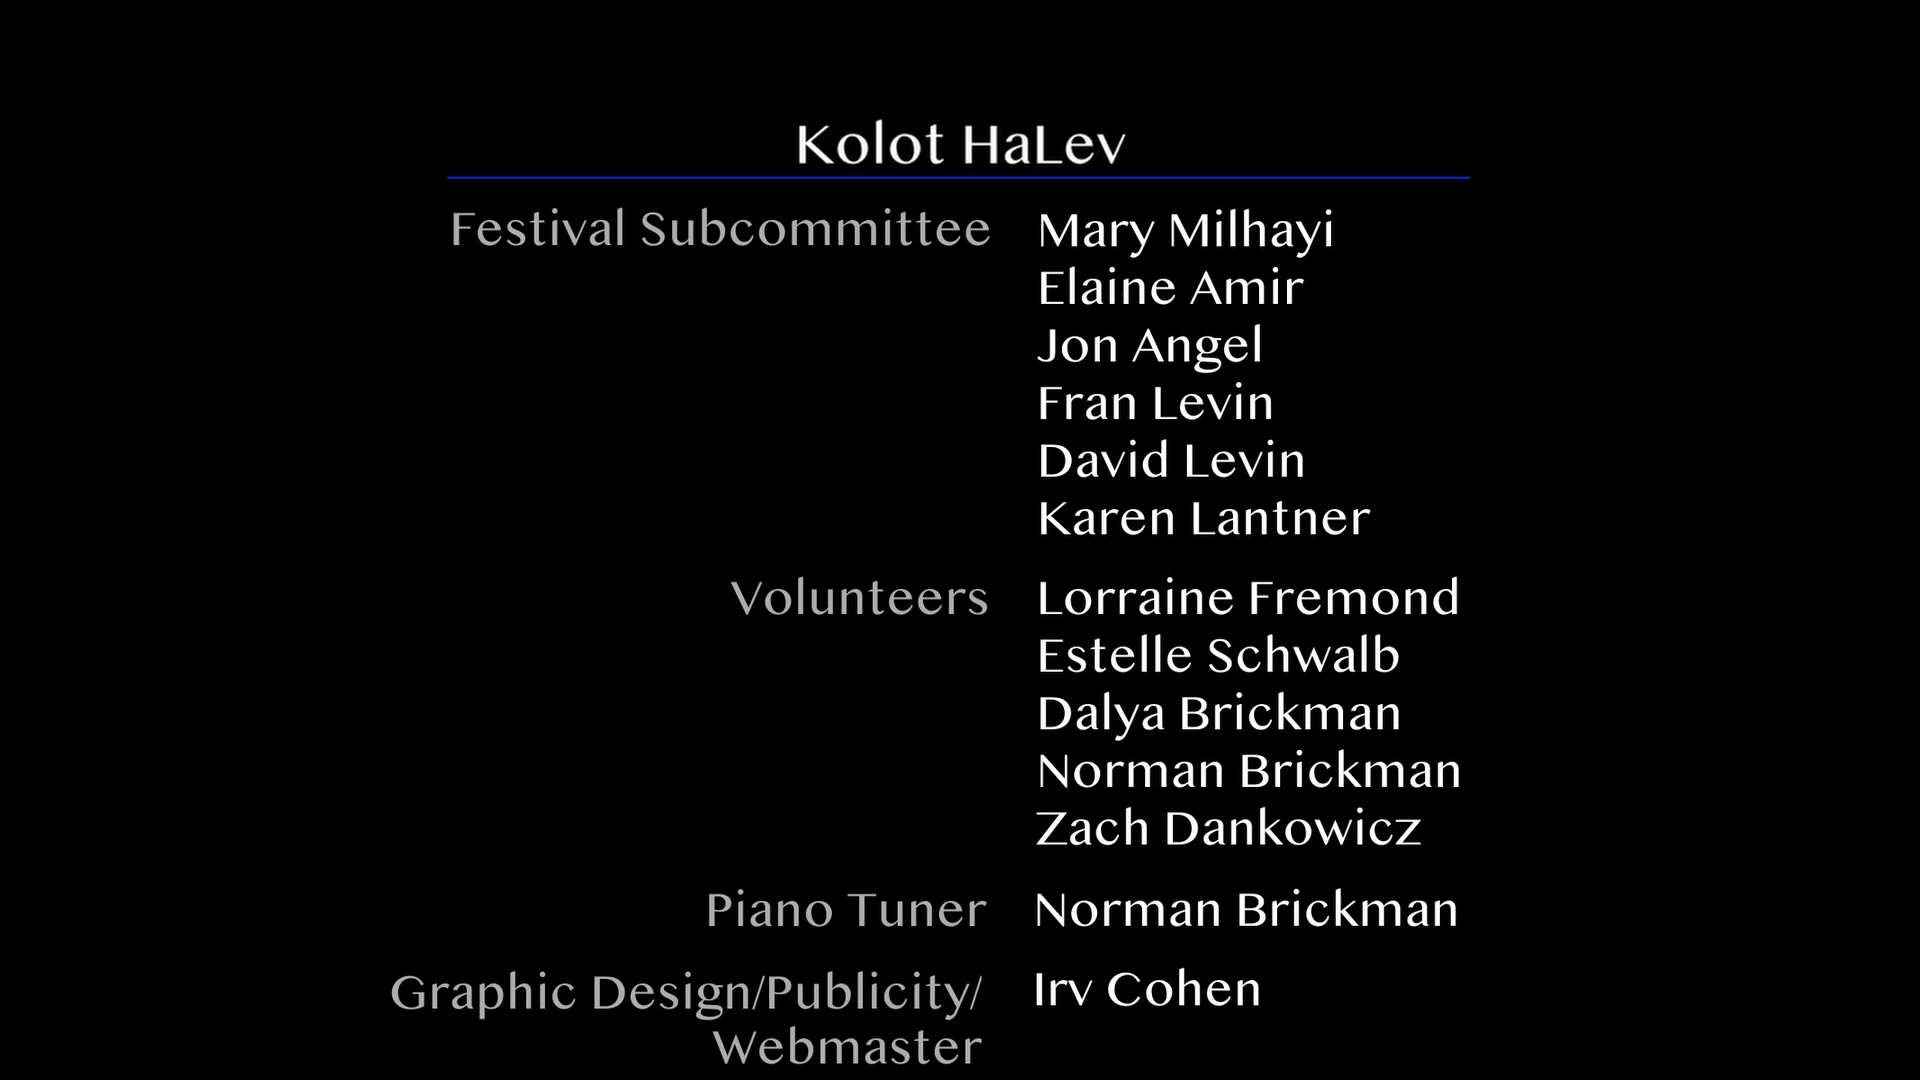 Kolot HaLev
Festival Subcommittee Mary Milhayi
Elaine Amir
Jon Angel
Fran Levin
David Levin
Karen Lantner
Volunteers Lorraine Fremond
Estelle Schwalb
Dalya Brickman
Norman Brickman
Zach Dankowicz
Piano Tuner Norman Brickman
Graphic Design/Publicity/ Irv Cohen
Webmaster